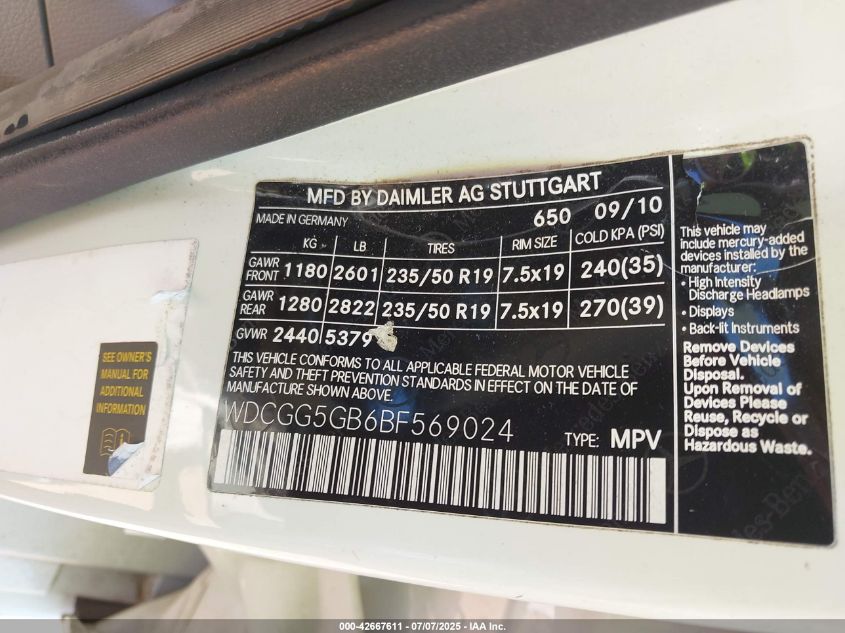 MFD BY DAIMLER AG STUTTGART
MADE IN GERMANY 650 09/10
KG LB TIRES RIM SIZE COLD KPA (PSI)
GAWR FRONT 1180 2601 235/50 R19 7.5x19 240(35)
GAWR REAR 1280 2822 235/50 R19 7.5x19 270(39)
GVWR 2440 5379
THIS VEHICLE CONFORMS TO ALL APPLICABLE FEDERAL MOTOR VEHICLE
SAFETY AND THEFT PREVENTION STANDARDS IN EFFECT ON THE DATE OF
MANUFACTURE SHOWN ABOVE.
WDCGG5GB6BF569024
TYPE: MPV
This vehicle may
include mercury-added
devices installed by the
manufacturer:
• High Intensity
Discharge Headlamps
• Displays
• Back-lit Instruments
Remove Devices
Before Vehicle
Disposal.
Upon Removal of
Devices Please
Reuse, Recycle or
Dispose as
Hazardous Waste.
SEE OWNER'S
MANUAL FOR
ADDITIONAL
INFORMATION
000-42667611 - 07/07/2025 - IAA Inc.